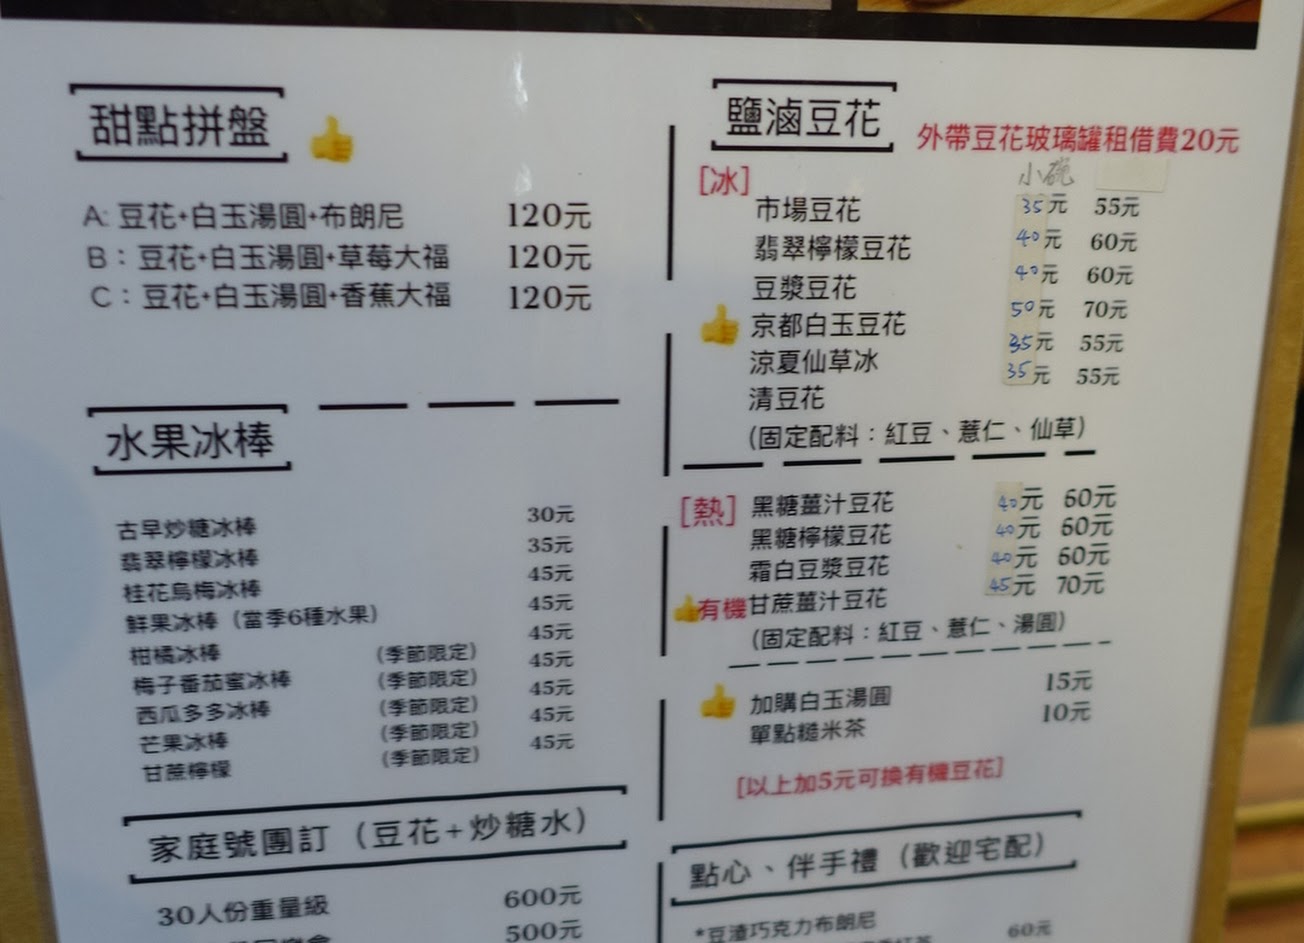 甜點拼盤
A: 豆花+白玉湯圓+布朗尼 120元
B：豆花+白玉湯圓+草莓大福 120元
C：豆花+白玉湯圓+香蕉大福 120元
水果冰棒
古早炒糖冰棒 30元
翡翠檸檬冰棒 35元
桂花烏梅冰棒 45元
鮮果冰棒（當季6種水果） 45元
柑橘冰棒 (季節限定) 45元
梅子番茄蜜冰棒 (季節限定) 45元
西瓜多多冰棒 (季節限定) 45元
芒果冰棒 (季節限定) 45元
甘蔗檸檬 (季節限定) 45元
家庭號團訂（豆花+炒糖水）
30人份重量級 600元
500元
鹽滷豆花 外帶豆花玻璃罐租借費20元
[冰] 小碗
市場豆花 35元 55元
翡翠檸檬豆花 40元 60元
豆漿豆花 40元 60元
京都白玉豆花 50元 70元
涼夏仙草冰 35元 55元
清豆花 35元 55元
(固定配料：紅豆、薏仁、仙草)
[熱] 黑糖薑汁豆花 40元 60元
黑糖檸檬豆花 40元 60元
霜白豆漿豆花 40元 60元
有機甘蔗薑汁豆花 45元 70元
(固定配料：紅豆、薏仁、湯圓)
加購白玉湯圓 15元
單點糙米茶 10元
[以上加5元可換有機豆花]
點心、伴手禮（歡迎宅配）
*豆渣巧克力布朗尼 60元